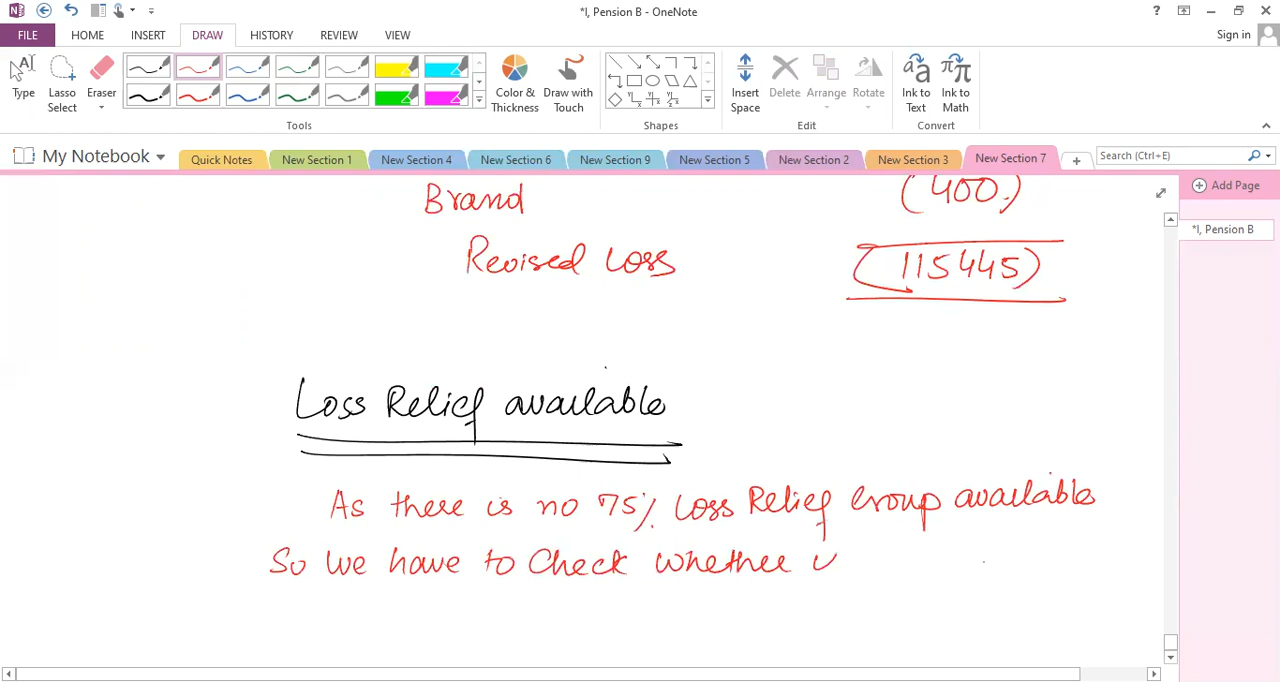 *I, Pension B - OneNote
?
FILE HOME INSERT DRAW HISTORY REVIEW VIEW
Sign in
Type Lasso Select Eraser
Color & Thickness Draw with Touch
Insert Space Delete Arrange Rotate
Ink to Text Ink to Math
Tools Shapes Edit Convert
My Notebook Quick Notes New Section 1 New Section 4 New Section 6 New Section 9 New Section 5 New Section 2 New Section 3 New Section 7 + Search (Ctrl+E)
Add Page
*I, Pension B
Brand (400)
Revised Loss (115445)
Loss Relief available
As there is no 75% Loss Relief Group available
So We have to Check Whether